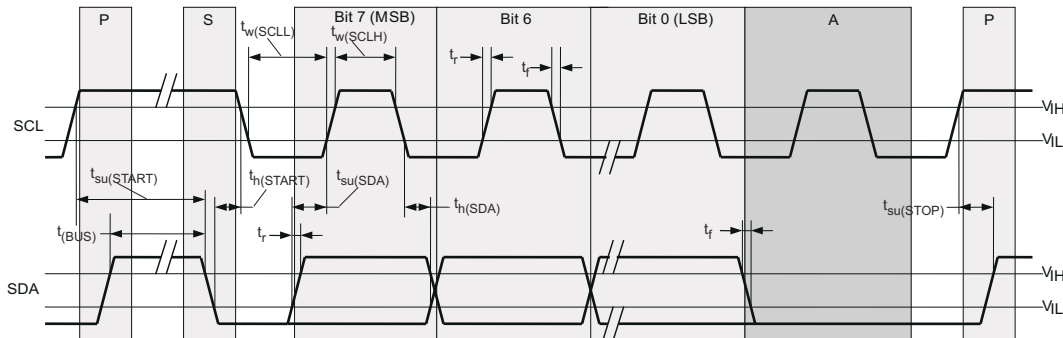 P S Bit 7 (MSB) Bit 6 Bit 0 (LSB) A P
tw(SCLL) tw(SCLH) tr tf
VIH
SCL
VIL
tsu(START) th(START) tsu(SDA) th(SDA) tsu(STOP)
t(BUS) tr tf
VIH
SDA
VIL